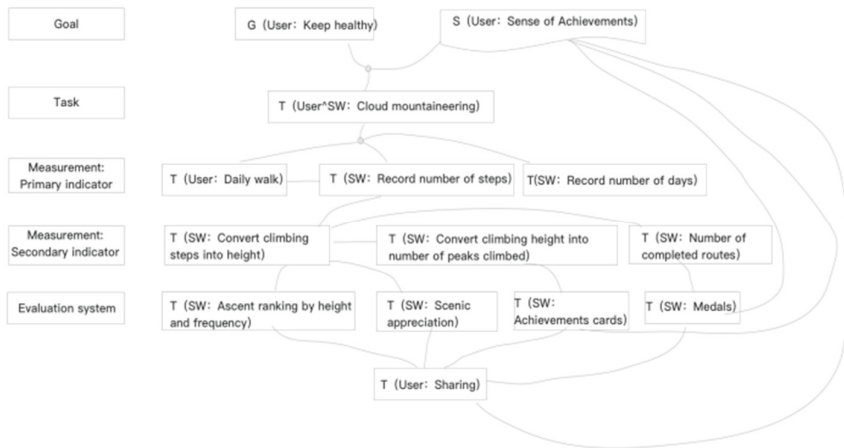 Goal
G (User: Keep healthy)
S (User: Sense of Achievements)
Task
T (User^SW: Cloud mountaineering)
Measurement:
Primary indicator
T (User: Daily walk)
T (SW: Record number of steps)
T(SW: Record number of days)
Measurement:
Secondary indicator
T (SW: Convert climbing
steps into height)
T (SW: Convert climbing height into
number of peaks climbed)
T (SW: Number of
completed routes)
Evaluation system
T (SW: Ascent ranking by height
and frequency)
T (SW: Scenic
appreciation)
T (SW:
Achievements cards)
T (SW: Medals)
T (User: Sharing)